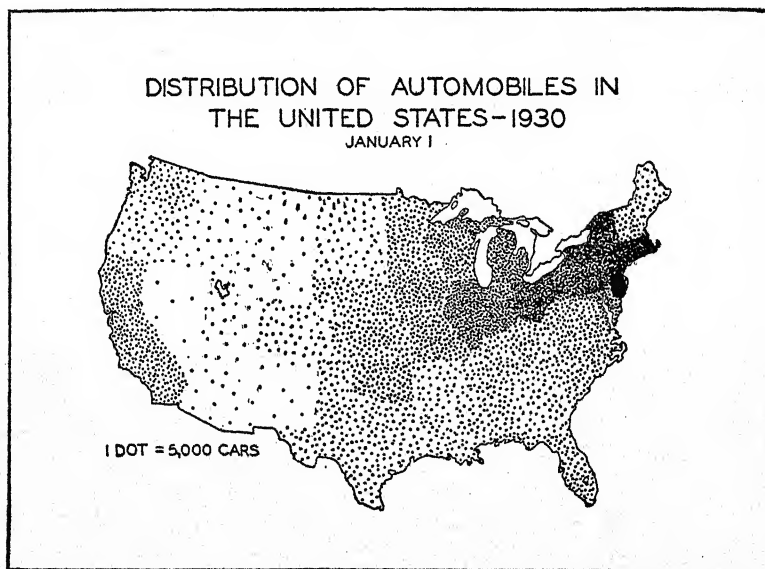 DISTRIBUTION OF AUTOMOBILES IN
THE UNITED STATES-1930
JANUARY 1
1 DOT = 5,000 CARS